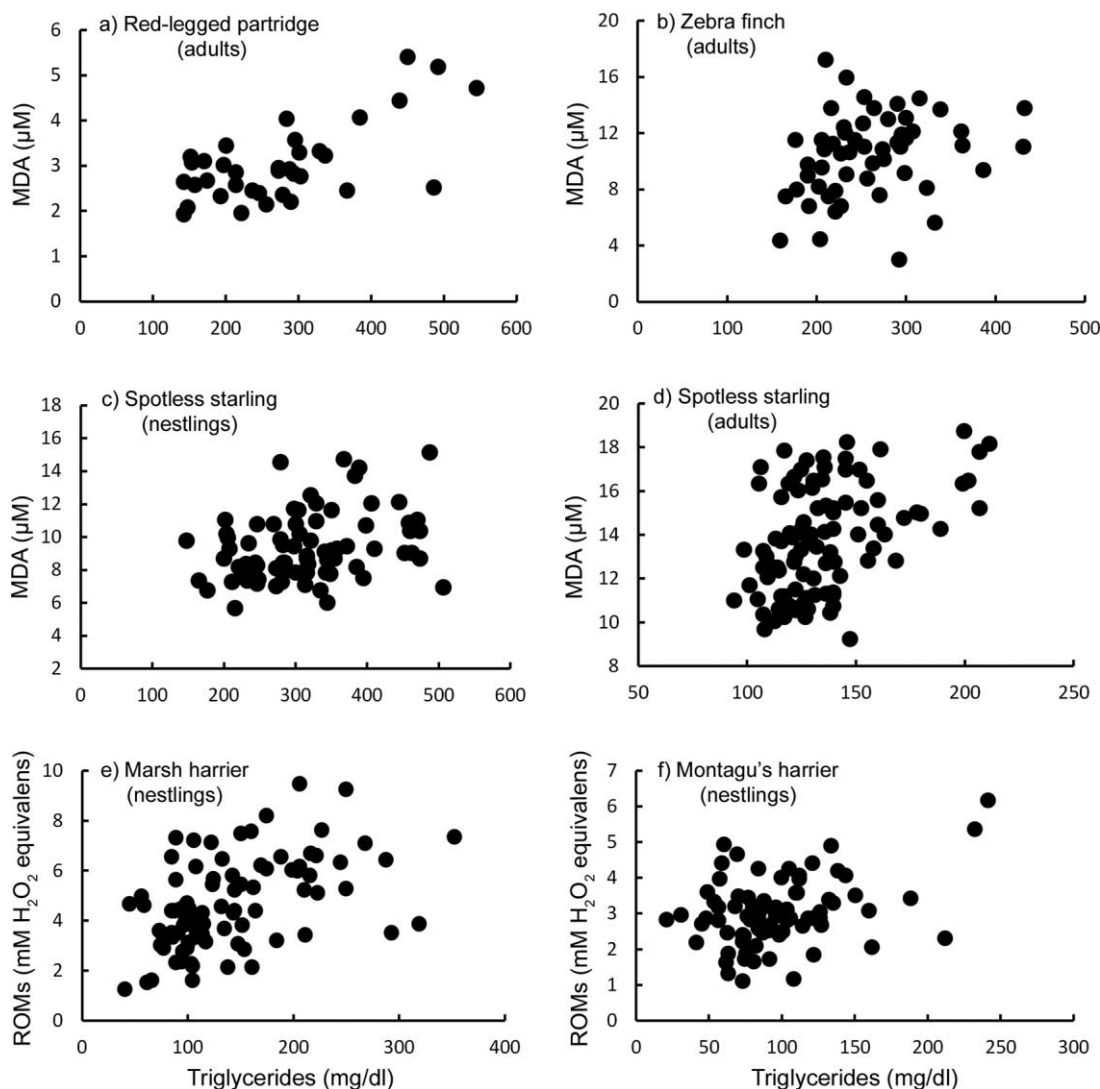 a) Red-legged partridge
(adults)
MDA (µM)
6
5
4
3
2
1
0
0 100 200 300 400 500 600
b) Zebra finch
(adults)
MDA (µM)
20
16
12
8
4
0
0 100 200 300 400 500
c) Spotless starling
(nestlings)
MDA (µM)
18
16
14
12
10
8
6
4
2
0 100 200 300 400 500 600
d) Spotless starling
(adults)
MDA (µM)
20
18
16
14
12
10
8
50 100 150 200 250
e) Marsh harrier
(nestlings)
ROMs (mM H₂O₂ equivalens)
10
8
6
4
2
0
0 100 200 300 400
Triglycerides (mg/dl)
f) Montagu's harrier
(nestlings)
ROMs (mM H₂O₂ equivalens)
7
6
5
4
3
2
1
0
0 50 100 150 200 250 300
Triglycerides (mg/dl)